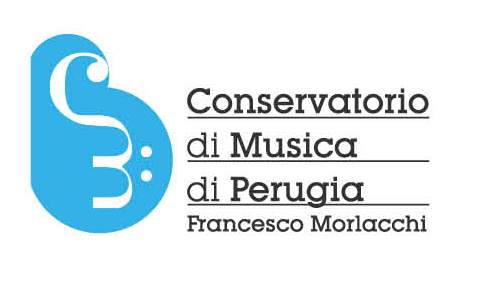 Conservatorio
di Musica
di Perugia
Francesco Morlacchi